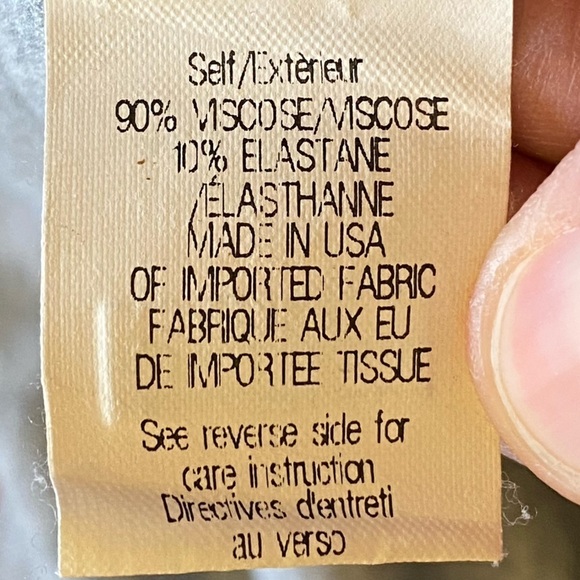 Self/Extèrieur
90% VISCOSE/VISCOSE
10% ELASTANE
/ÉLASTHANNE
MADE IN USA
OF IMPORTED FABRIC
FABRIQUE AUX EU
DE IMPORTEE TISSUE
See reverse side for
care instruction
Directives d'entreti
au verso